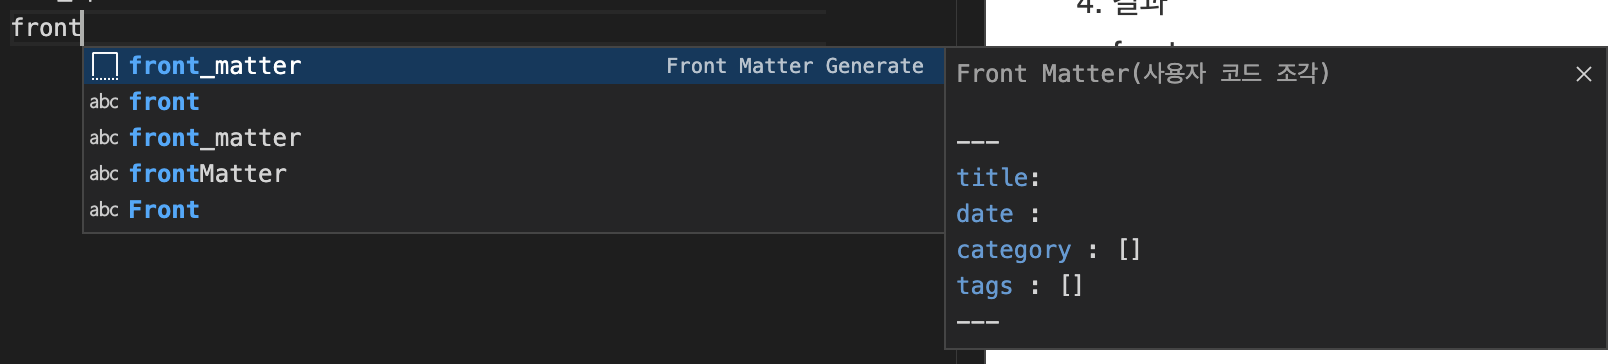 4. 결과
front
front_matter Front Matter Generate
abc front
abc front_matter
abc frontMatter
abc Front
Front Matter(사용자 코드 조각)
---
title:
date :
category : []
tags : []
---